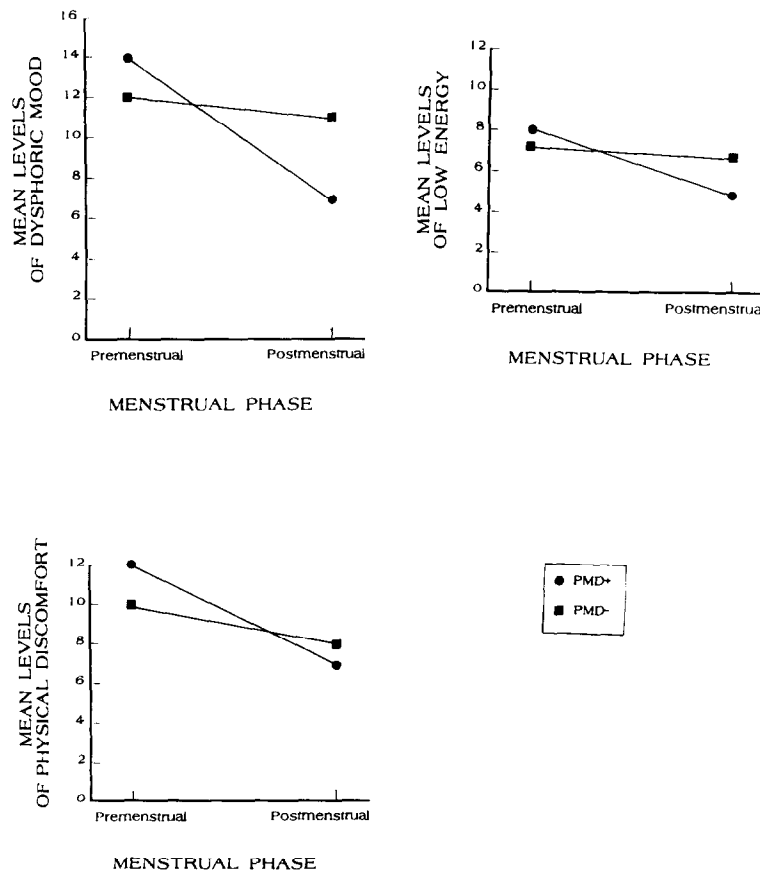 16
14
12
10
8
6
4
2
0
MEAN LEVELS
OF DYSPHORIC MOOD
Premenstrual Postmenstrual
MENSTRUAL PHASE
12
10
8
6
4
2
0
MEAN LEVELS
OF LOW ENERGY
Premenstrual Postmenstrual
MENSTRUAL PHASE
12
10
8
6
4
2
0
MEAN LEVELS
OF PHYSICAL DISCOMFORT
Premenstrual Postmenstrual
MENSTRUAL PHASE
PMD+
PMD-